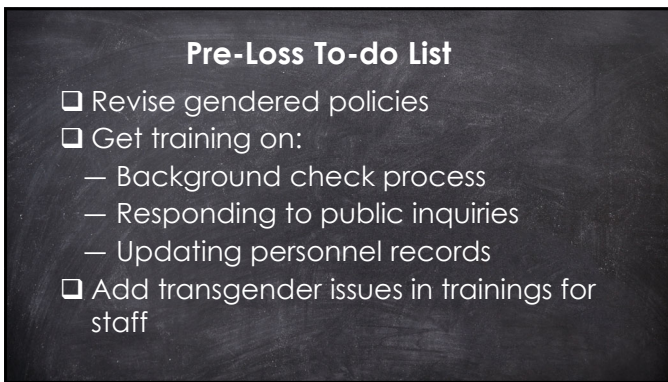 Pre-Loss To-do List
❑ Revise gendered policies
❑ Get training on:
— Background check process
— Responding to public inquiries
— Updating personnel records
❑ Add transgender issues in trainings for
staff